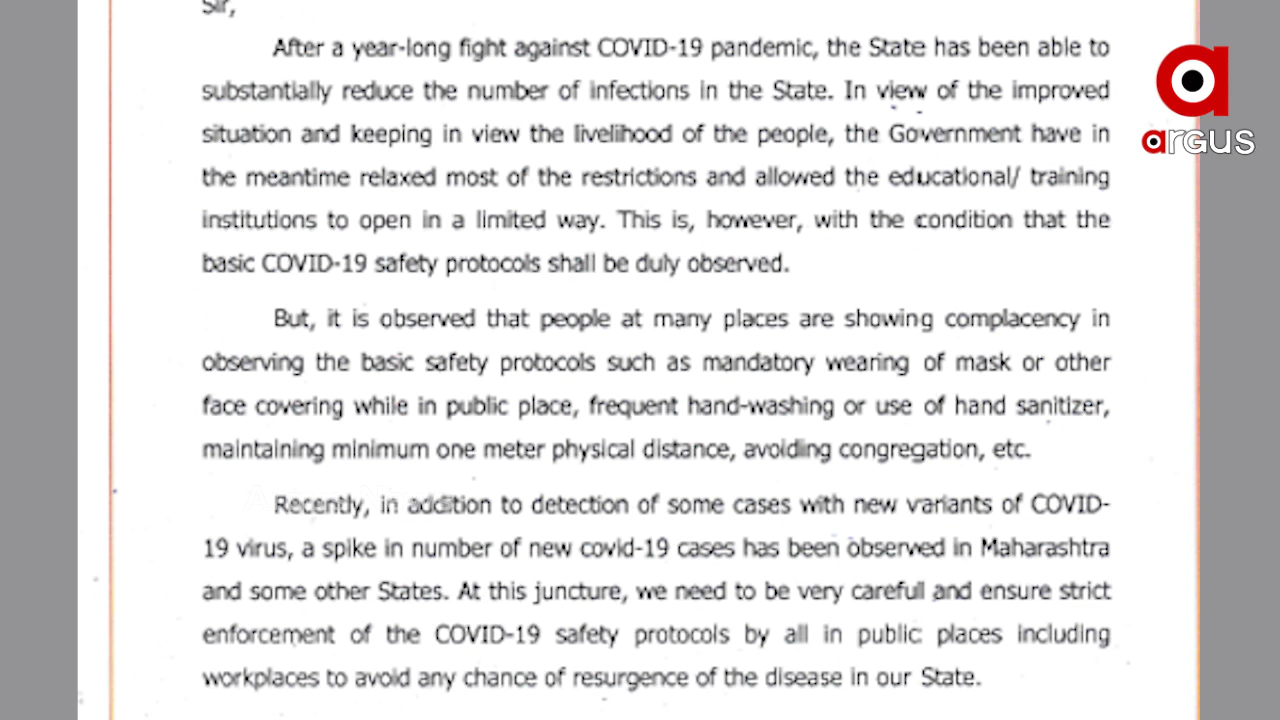 Sir,
After a year-long fight against COVID-19 pandemic, the State has been able to
substantially reduce the number of infections in the State. In view of the improved
situation and keeping in view the livelihood of the people, the Government have in
the meantime relaxed most of the restrictions and allowed the educational/ training
institutions to open in a limited way. This is, however, with the condition that the
basic COVID-19 safety protocols shall be duly observed.
But, it is observed that people at many places are showing complacency in
observing the basic safety protocols such as mandatory wearing of mask or other
face covering while in public place, frequent hand-washing or use of hand sanitizer,
maintaining minimum one meter physical distance, avoiding congregation, etc.
Recently, in addition to detection of some cases with new variants of COVID-
19 virus, a spike in number of new covid-19 cases has been observed in Maharashtra
and some other States. At this juncture, we need to be very carefull and ensure strict
enforcement of the COVID-19 safety protocols by all in public places including
workplaces to avoid any chance of resurgence of the disease in our State.
a
argus